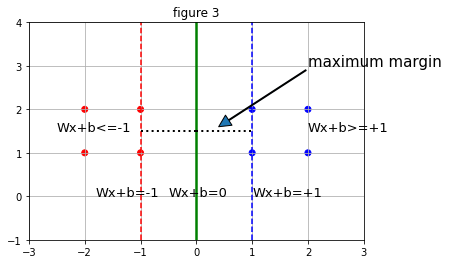 figure 3
4
3
2
1
0
−1
maximum margin
Wx+b<=-1
Wx+b>=+1
Wx+b=-1
Wx+b=0
Wx+b=+1
−3
−2
−1
0
1
2
3